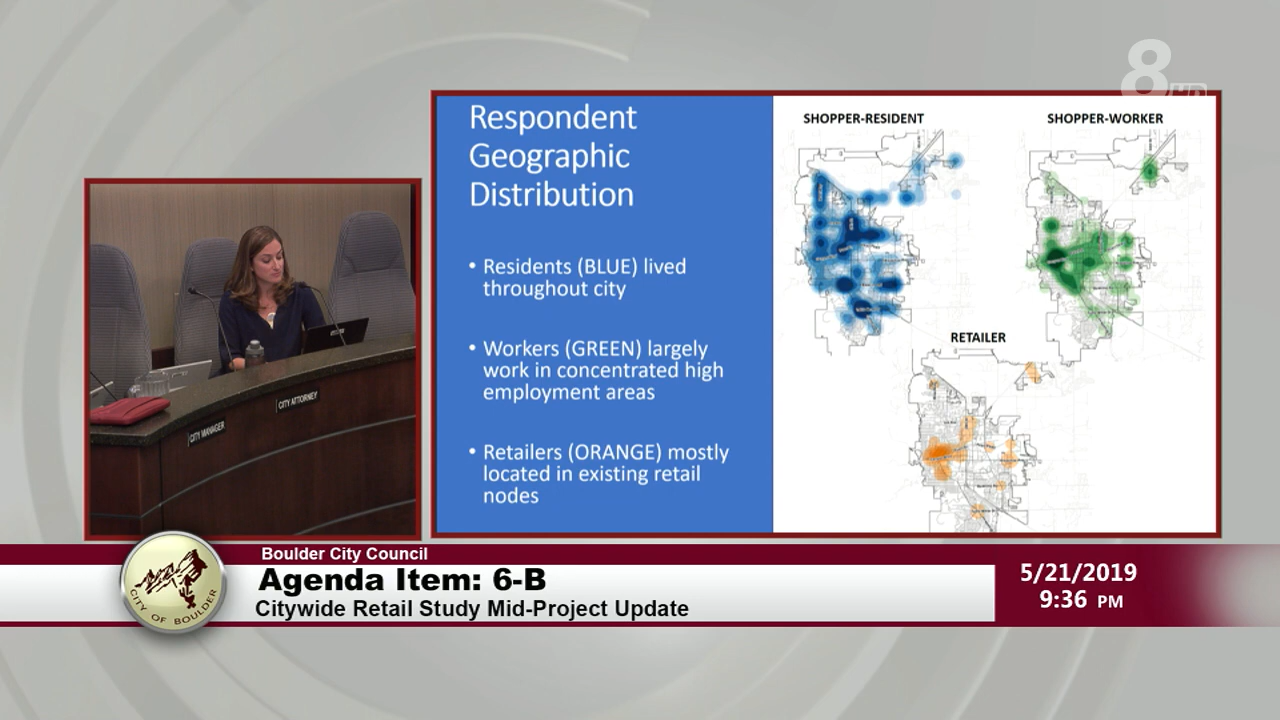 8
HD
Respondent
Geographic
Distribution
• Residents (BLUE) lived
throughout city
• Workers (GREEN) largely
work in concentrated high
employment areas
• Retailers (ORANGE) mostly
located in existing retail
nodes
SHOPPER-RESIDENT
SHOPPER-WORKER
RETAILER
CITY MANAGER
CITY ATTORNEY
CITY OF BOULDER
Boulder City Council
Agenda Item: 6-B
Citywide Retail Study Mid-Project Update
5/21/2019
9:36 PM